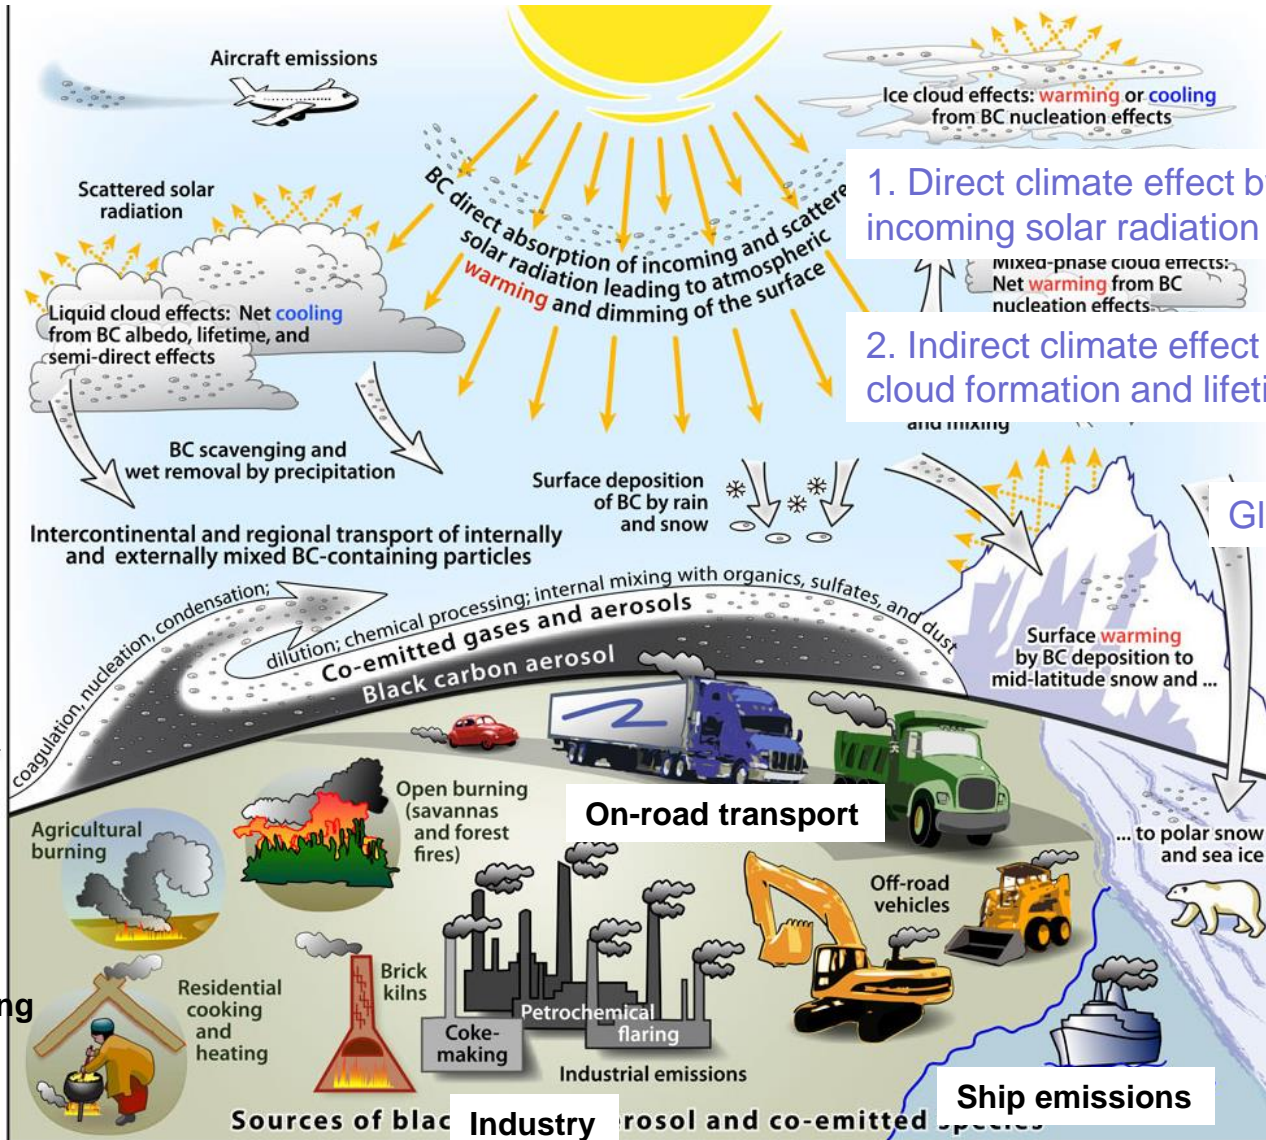 Aircraft emissions
Ice cloud effects: warming or cooling
from BC nucleation effects
Scattered solar
radiation
BC direct absorption of incoming and
solar radiation leading to atmospheric
warming and dimming of the surface
1. Direct climate effect
incoming solar radiation
Mixed-phase cloud effects:
Net warming from BC
nucleation effects
Liquid cloud effects: Net cooling
from BC albedo, lifetime, and
semi-direct effects
2. Indirect climate effect
cloud formation and
and mixing
BC scavenging and
wet removal by precipitation
Surface deposition
of BC by rain
and snow
Intercontinental and regional transport of internally
and externally mixed BC-containing particles
coagulation, nucleation, condensation;
dilution; chemical processing; internal mixing with organics, sulfates, and dust
Co-emitted gases and aerosols
Black carbon aerosol
Surface warming
by BC deposition to
mid-latitude snow and ...
... to polar snow
and sea ice
Agricultural
burning
Open burning
(savannas
and forest
fires)
On-road transport
Off-road
vehicles
Residential
cooking
and
heating
Brick
kilns
Coke-
making
Petrochemical
flaring
Industrial emissions
Ship emissions
Sources of and co-emitted species
Industry